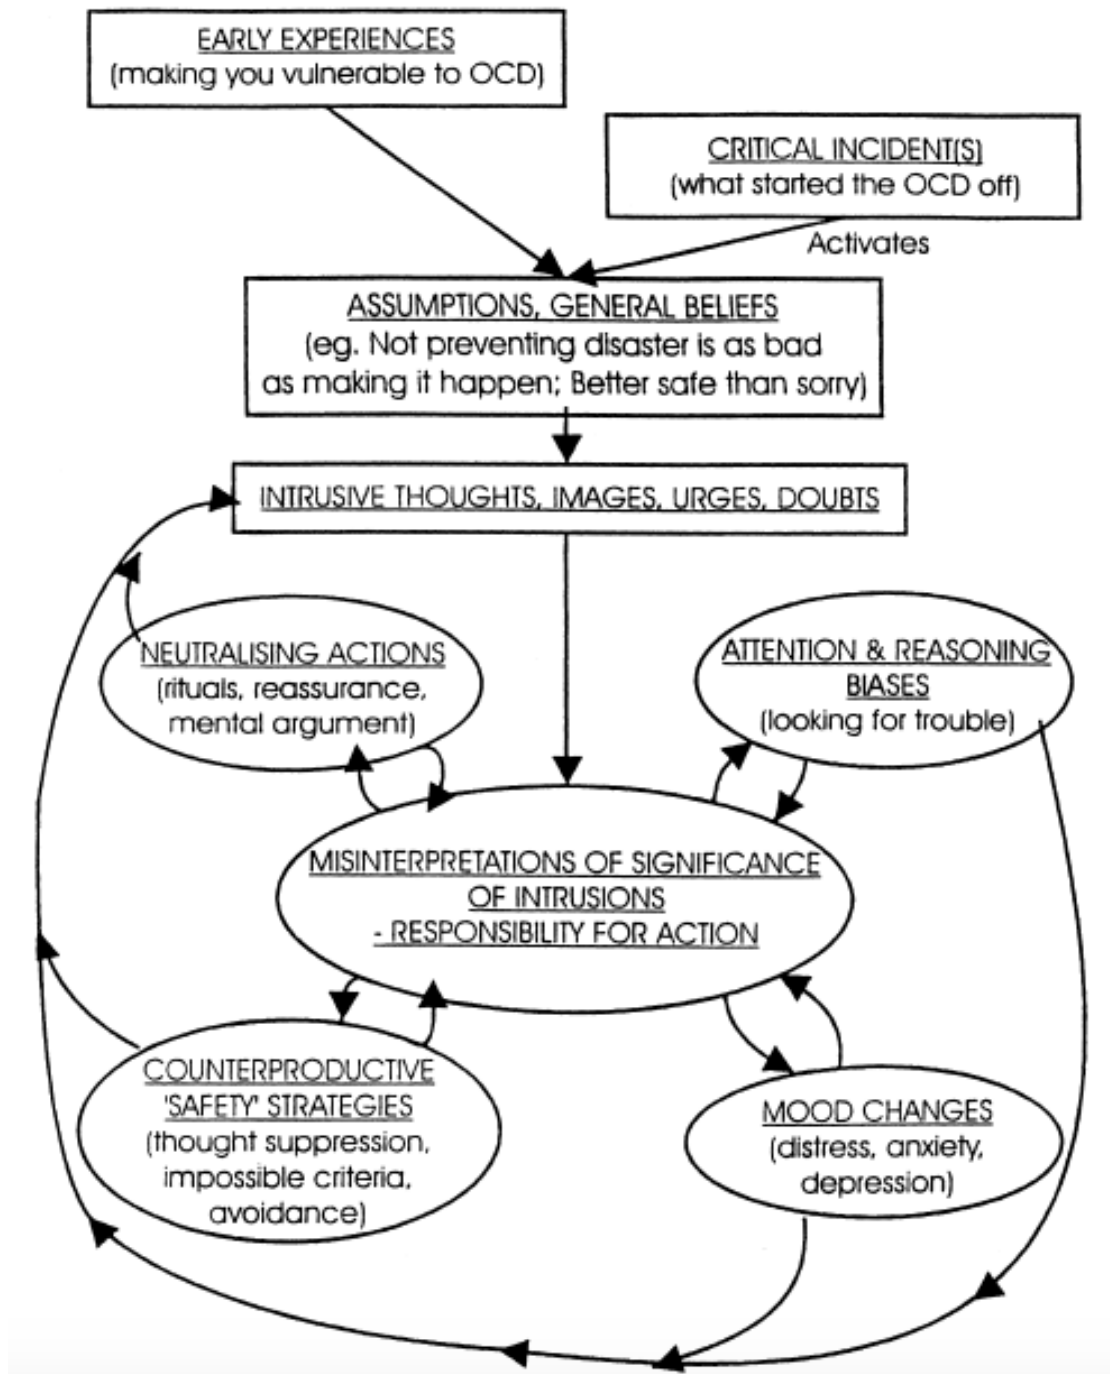 EARLY EXPERIENCES
(making you vulnerable to OCD)
CRITICAL INCIDENT(S)
(what started the OCD off)
Activates
ASSUMPTIONS, GENERAL BELIEFS
(eg. Not preventing disaster is as bad
as making it happen; Better safe than sorry)
INTRUSIVE THOUGHTS, IMAGES, URGES, DOUBTS
NEUTRALISING ACTIONS
(rituals, reassurance,
mental argument)
ATTENTION & REASONING
BIASES
(looking for trouble)
MISINTERPRETATIONS OF SIGNIFICANCE
OF INTRUSIONS
- RESPONSIBILITY FOR ACTION
COUNTERPRODUCTIVE
'SAFETY' STRATEGIES
(thought suppression,
impossible criteria,
avoidance)
MOOD CHANGES
(distress, anxiety,
depression)